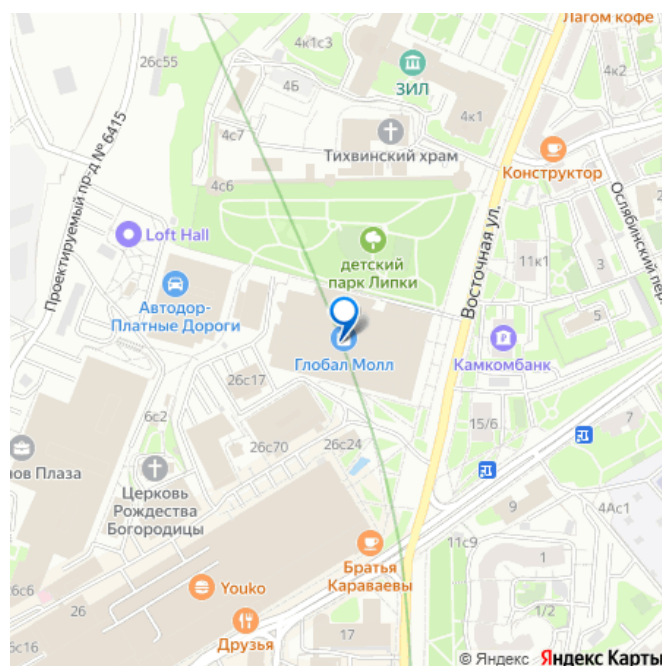 Лагом кофе
4к1с3
26с55
4Б
ЗИЛ
4к2
4к1
4с7
Тихвинский храм
Конструктор
4с6
Проектируемый пр-д № 6415
Ослябинский пер.
Восточная ул.
Loft Hall
детский
парк Липки
11к1
3
Автодор-
Платные Дороги
5
Глобал Молл
Камкомбанк
26с17
6с2
15/6
7
26с70
26с24
ров Плаза
Церковь
Рождества
Богородицы
9
4Ас1
11с9
1
Братья
Караваевы
26с6
26
Youko
1/2
Друзья
17
6с16
© Яндекс Яндекс Карты